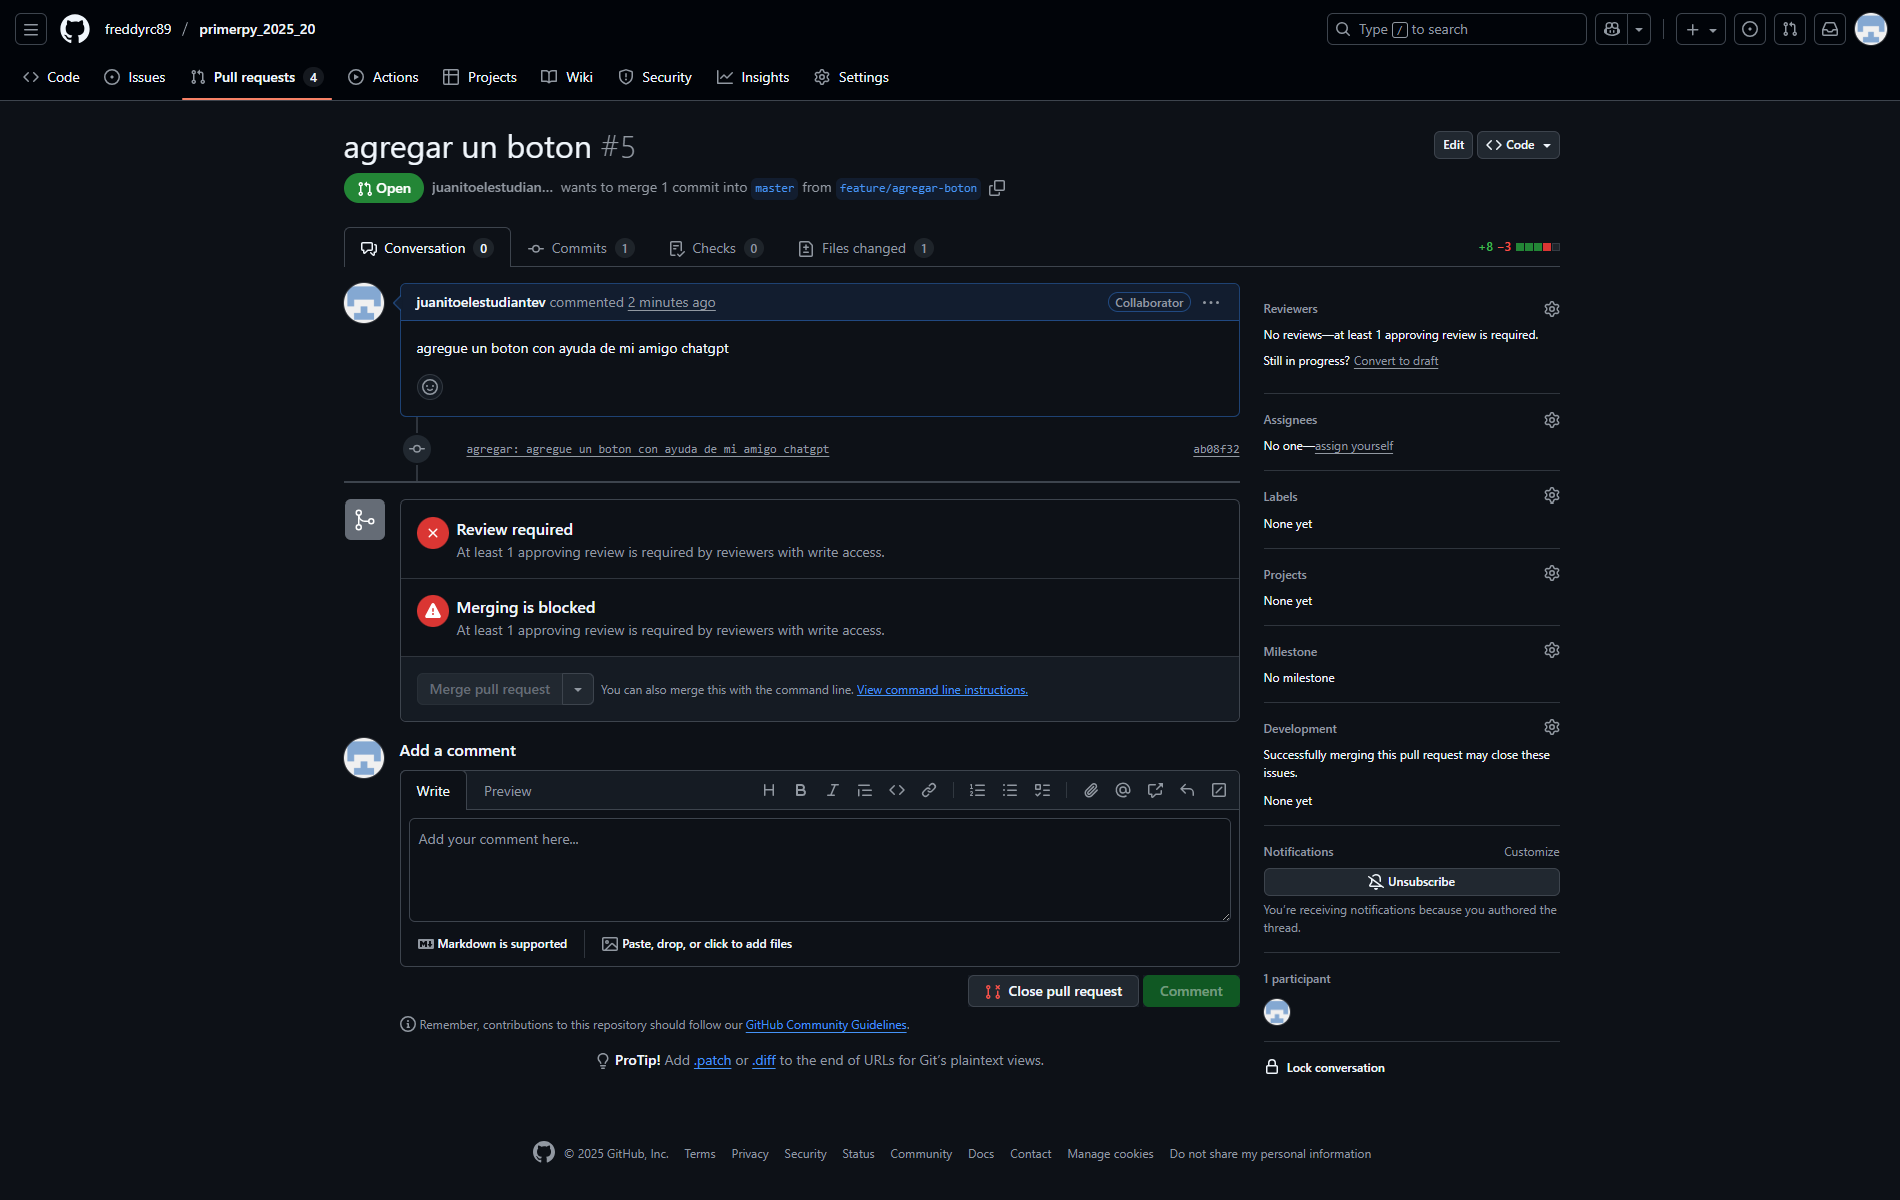 freddyrc89 / primerpy_2025_20
Type / to search
Code
Issues
Pull requests 4
Actions
Projects
Wiki
Security
Insights
Settings
agregar un boton #5
Edit
Code
Open
juanitoelestudian... wants to merge 1 commit into master from feature/agregar-boton
Conversation 0
Commits 1
Checks 0
Files changed 1
+8 −3
juanitoelestudiantev commented 2 minutes ago
Collaborator
agregue un boton con ayuda de mi amigo chatgpt
agregar: agregue un boton con ayuda de mi amigo chatgpt
ab08f32
Review required
At least 1 approving review is required by reviewers with write access.
Merging is blocked
At least 1 approving review is required by reviewers with write access.
Merge pull request
You can also merge this with the command line. View command line instructions.
Add a comment
Write
Preview
Add your comment here...
Markdown is supported
Paste, drop, or click to add files
Close pull request
Comment
Remember, contributions to this repository should follow our GitHub Community Guidelines.
ProTip! Add .patch or .diff to the end of URLs for Git's plaintext views.
Reviewers
No reviews—at least 1 approving review is required.
Still in progress? Convert to draft
Assignees
No one—assign yourself
Labels
None yet
Projects
None yet
Milestone
No milestone
Development
Successfully merging this pull request may close these
issues.
None yet
Notifications
Customize
Unsubscribe
You're receiving notifications because you authored the
thread.
1 participant
Lock conversation
© 2025 GitHub, Inc.
Terms
Privacy
Security
Status
Community
Docs
Contact
Manage cookies
Do not share my personal information